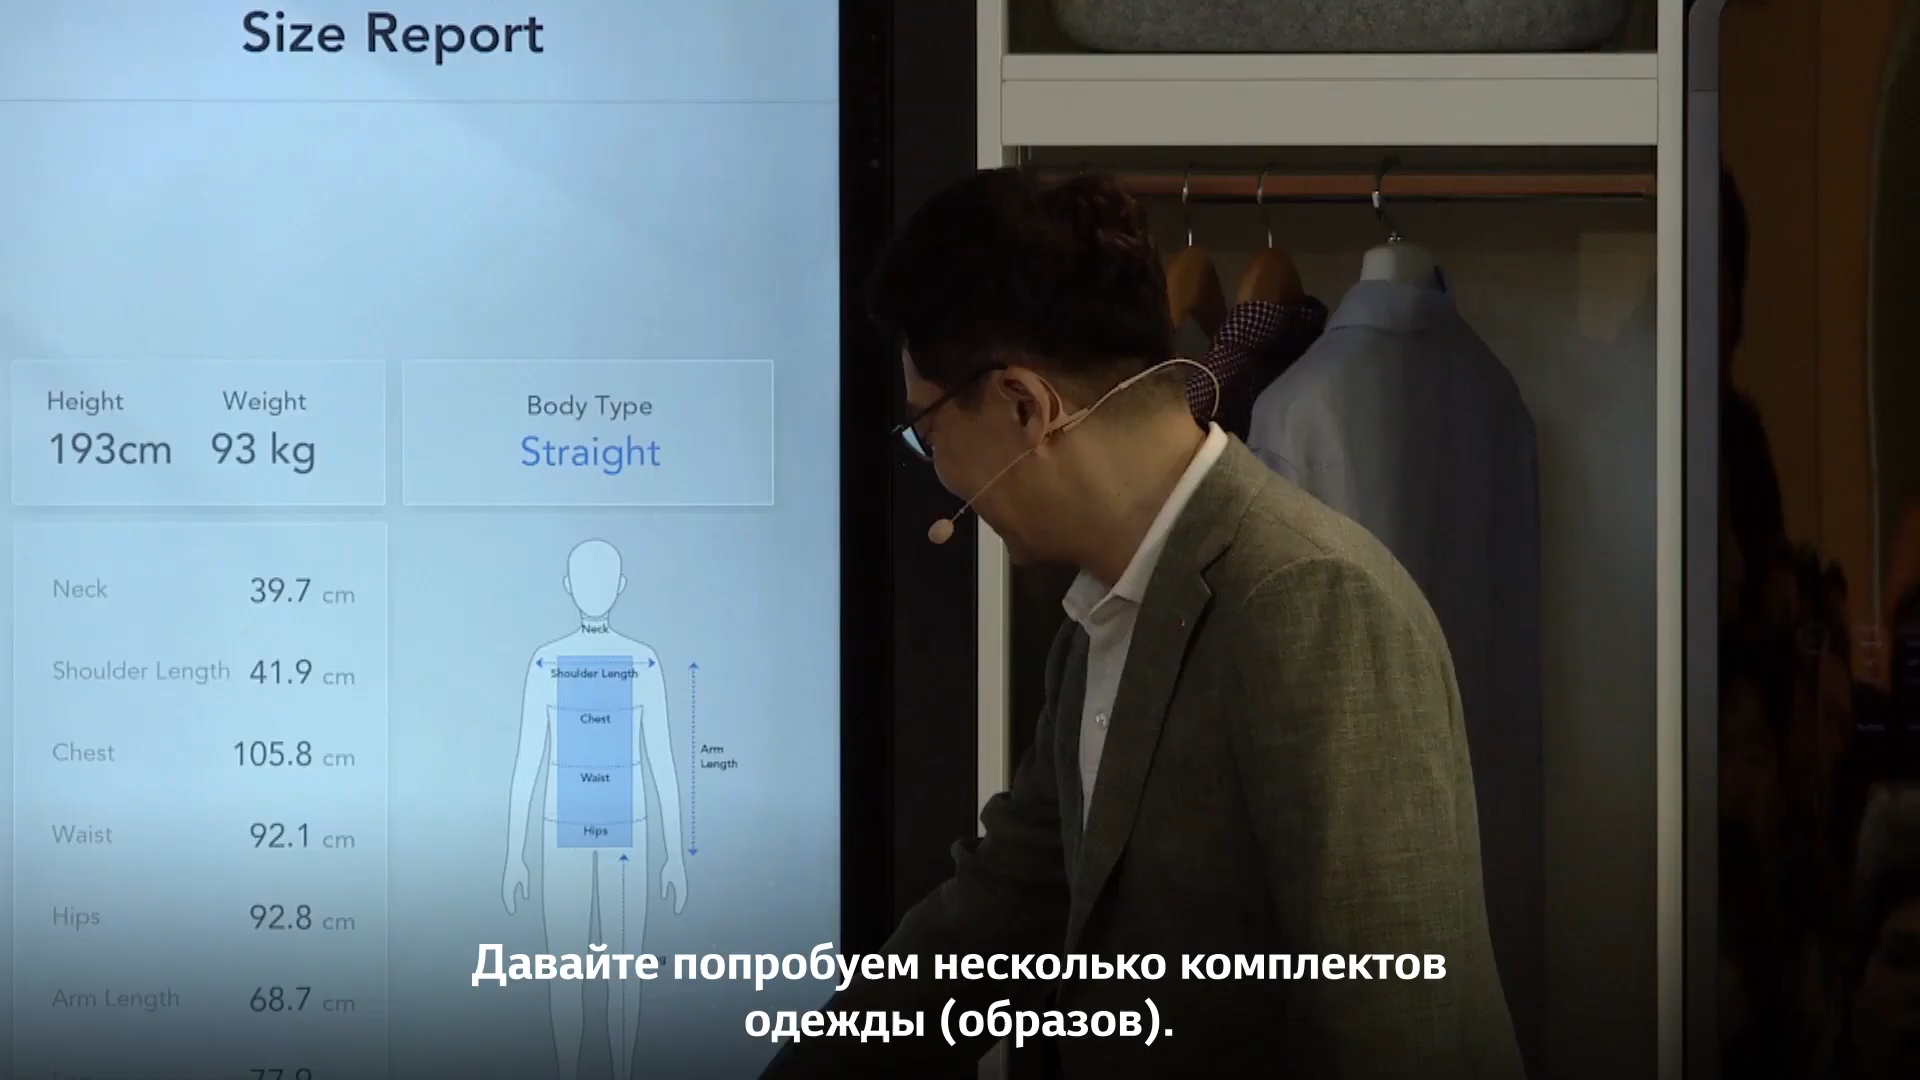 Size Report
Height Weight
193cm 93 kg
Body Type
Straight
Neck 39.7 cm
Shoulder Length 41.9 cm
Chest 105.8 cm
Waist 92.1 cm
Hips 92.8 cm
Arm Length 68.7 cm
Neck
Shoulder Length
Chest
Waist
Hips
Arm
Length
Давайте попробуем несколько комплектов
одежды (образов).